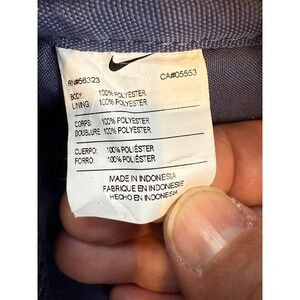 RN#56323 CA#05553
BODY: 100% POLYESTER
LINING: 100% POLYESTER
CORPS: 100% POLYESTER
DOUBLURE: 100% POLYESTER
CUERPO: 100% POLIÉSTER
FORRO: 100% POLIÉSTER
MADE IN INDONESIA
FABRIQUE EN INDONESIE
HECHO EN INDONESIA